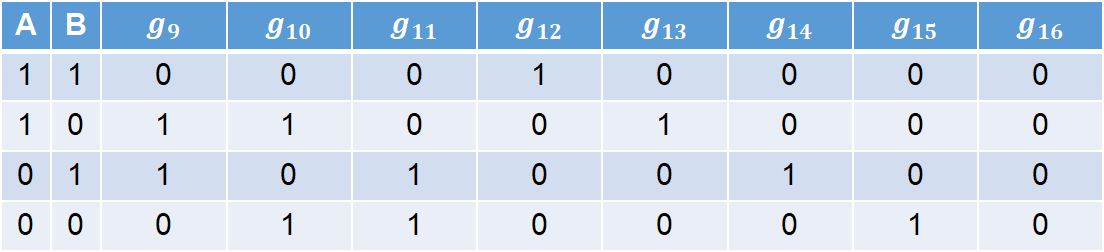 A B g9 g10 g11 g12 g13 g14 g15 g16
1 1 0 0 0 1 0 0 0 0
1 0 1 1 0 0 1 0 0 0
0 1 1 0 1 0 0 1 0 0
0 0 0 1 1 0 0 0 1 0